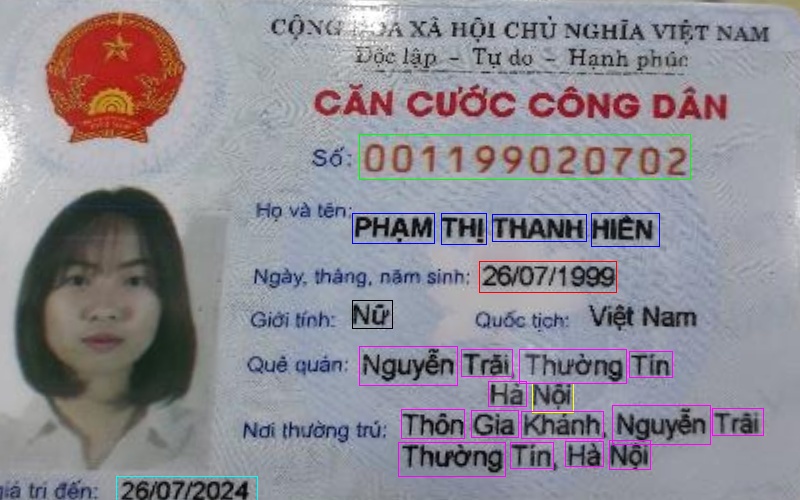 CỘNG HÒA XÃ HỘI CHỦ NGHĨA VIỆT NAM
Độc lập - Tự do - Hạnh phúc
CĂN CƯỚC CÔNG DÂN
Số: 001199020702
Họ và tên: PHẠM THỊ THANH HIỀN
Ngày, tháng, năm sinh: 26/07/1999
Giới tính: Nữ Quốc tịch: Việt Nam
Quê quán: Nguyễn Trãi, Thường Tín
Hà Nội
Nơi thường trú: Thôn Gia Khánh, Nguyễn Trãi
Thường Tín, Hà Nội
giá trị đến: 26/07/2024